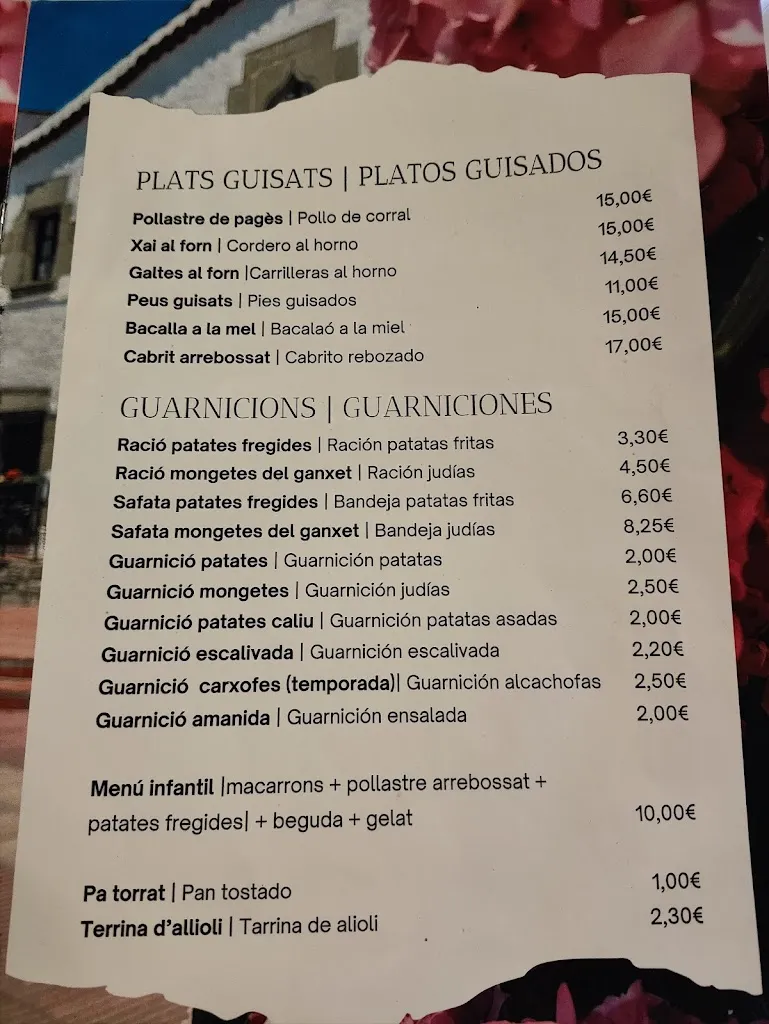 PLATS GUISATS | PLATOS GUISADOS
Pollastre de pagès | Pollo de corral 15,00€
Xai al forn | Cordero al horno 15,00€
Galtes al forn |Carrilleras al horno 14,50€
Peus guisats | Pies guisados 11,00€
Bacalla a la mel | Bacalaó a la miel 15,00€
Cabrit arrebossat | Cabrito rebozado 17,00€
GUARNICIONS | GUARNICIONES
Ració patates fregides | Ración patatas fritas 3,30€
Ració mongetes del ganxet | Ración judías 4,50€
Safata patates fregides | Bandeja patatas fritas 6,60€
Safata mongetes del ganxet | Bandeja judías 8,25€
Guarnició patates | Guarnición patatas 2,00€
Guarnició mongetes | Guarnición judías 2,50€
Guarnició patates caliu | Guarnición patatas asadas 2,00€
Guarnició escalivada | Guarnición escalivada 2,20€
Guarnició carxofes (temporada)| Guarnición alcachofas 2,50€
Guarnició amanida | Guarnición ensalada 2,00€
Menú infantil |macarrons + pollastre arrebossat +
patates fregides| + beguda + gelat 10,00€
Pa torrat | Pan tostado 1,00€
Terrina d'allioli | Tarrina de alioli 2,30€